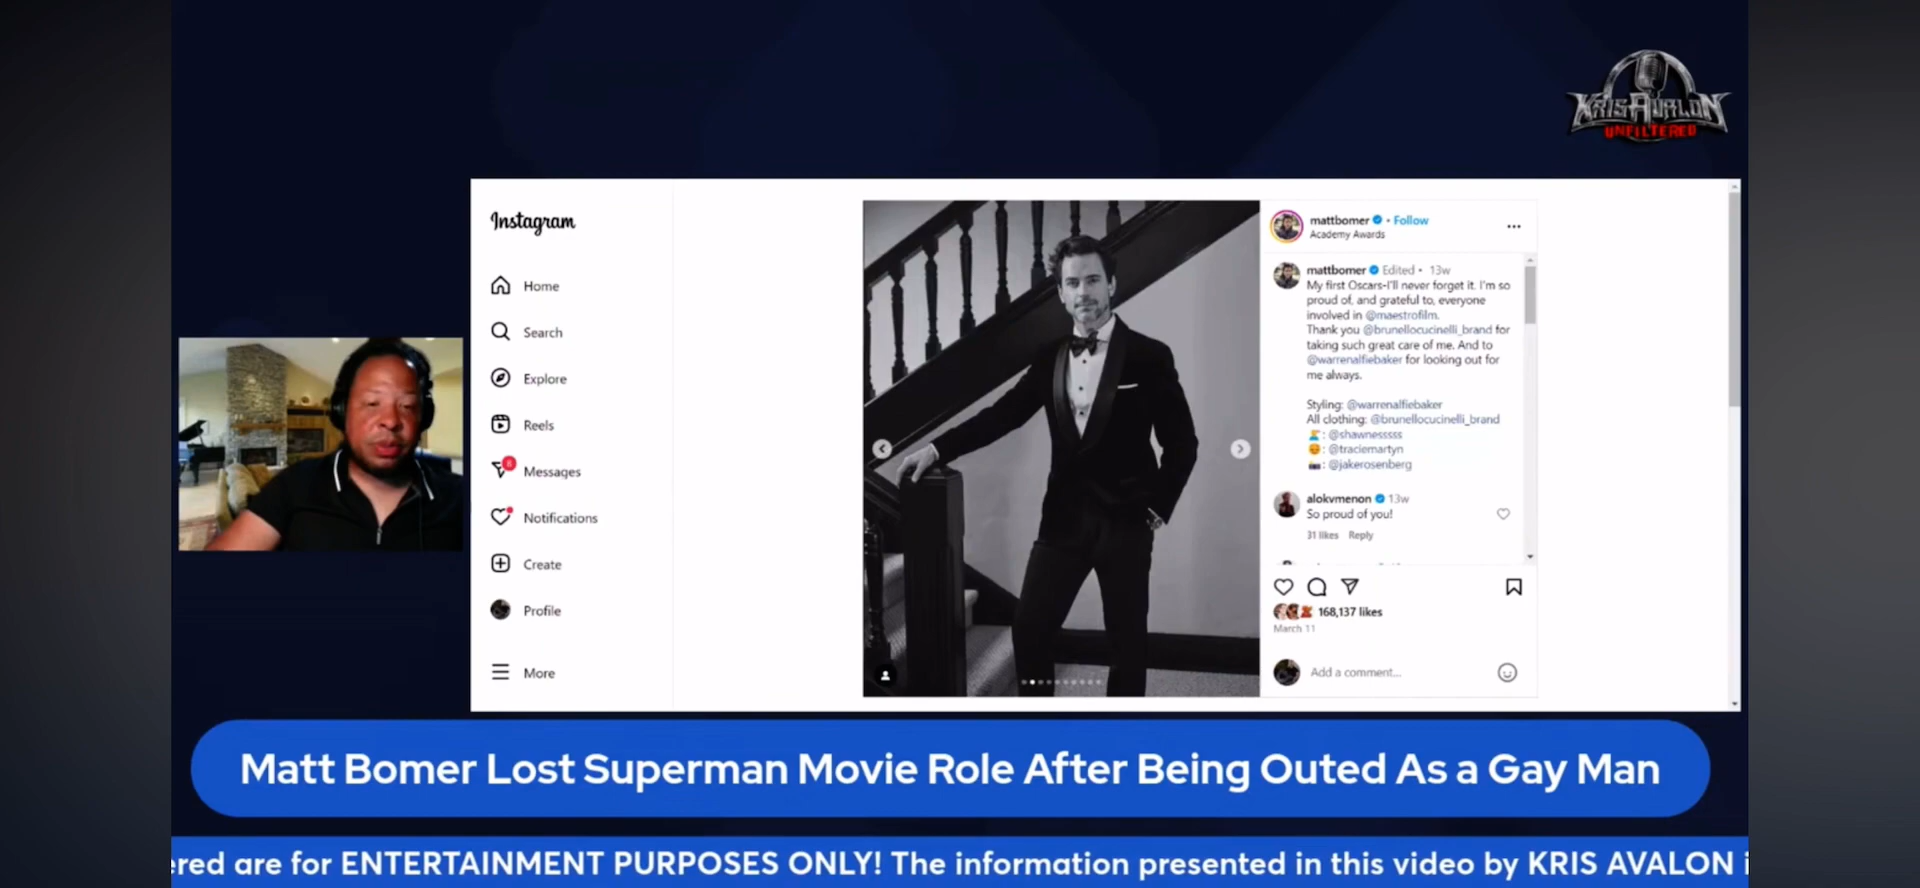 KRIS AVALON
UNFILTERED
Instagram
Home
Search
Explore
Reels
8
Messages
Notifications
Create
Profile
More
mattbomer • Follow
Academy Awards
mattbomer Edited • 13w
My first Oscars-I'll never forget it. I'm so
proud of, and grateful to, everyone
involved in @maestrofilm.
Thank you @brunellocucinelli_brand for
taking such great care of me. And to
@warrenalfiebaker for looking out for
me always.
Styling: @warrenalfiebaker
All clothing: @brunellocucinelli_brand
: @shawnesssss
: @traciemartyn
: @jakerosenberg
alokvmenon 13w
So proud of you!
31 likes Reply
168,137 likes
March 11
Add a comment...
Matt Bomer Lost Superman Movie Role After Being Outed As a Gay Man
ered are for ENTERTAINMENT PURPOSES ONLY! The information presented in this video by KRIS AVALON i